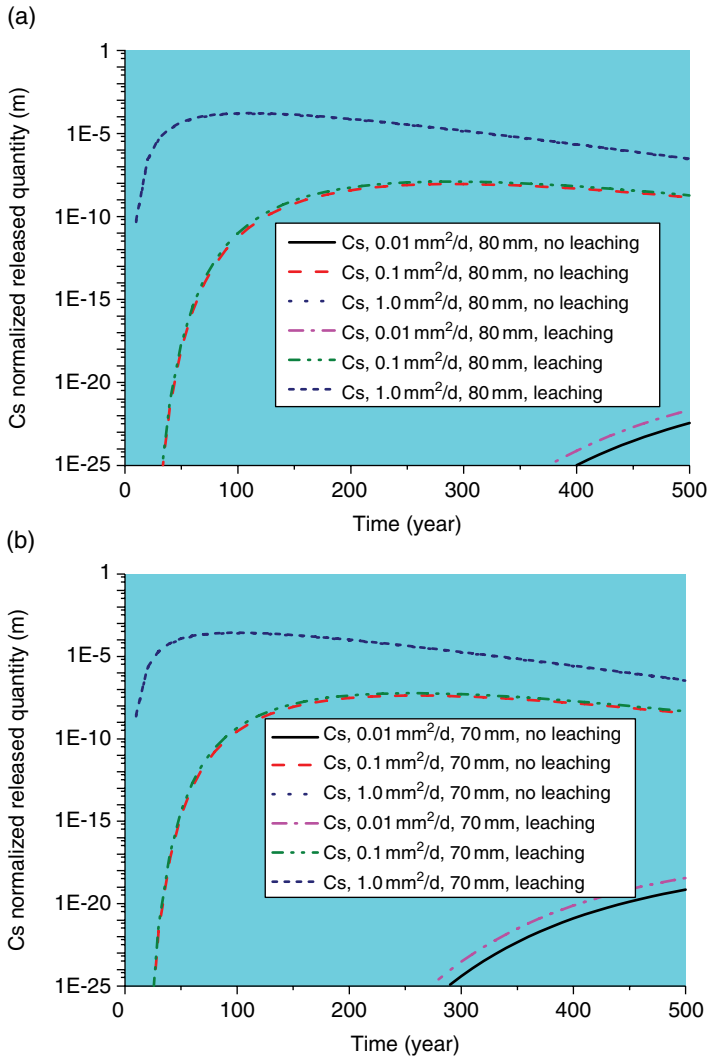 (a)
Cs normalized released quantity (m)
1
1E-5
1E-10
1E-15
1E-20
1E-25
Cs, 0.01 mm²/d, 80 mm, no leaching
Cs, 0.1 mm²/d, 80 mm, no leaching
Cs, 1.0 mm²/d, 80 mm, no leaching
Cs, 0.01 mm²/d, 80 mm, leaching
Cs, 0.1 mm²/d, 80 mm, leaching
Cs, 1.0 mm²/d, 80 mm, leaching
0 100 200 300 400 500
Time (year)
(b)
Cs normalized released quantity (m)
1
1E-5
1E-10
1E-15
1E-20
1E-25
Cs, 0.01 mm²/d, 70 mm, no leaching
Cs, 0.1 mm²/d, 70 mm, no leaching
Cs, 1.0 mm²/d, 70 mm, no leaching
Cs, 0.01 mm²/d, 70 mm, leaching
Cs, 0.1 mm²/d, 70 mm, leaching
Cs, 1.0 mm²/d, 70 mm, leaching
0 100 200 300 400 500
Time (year)